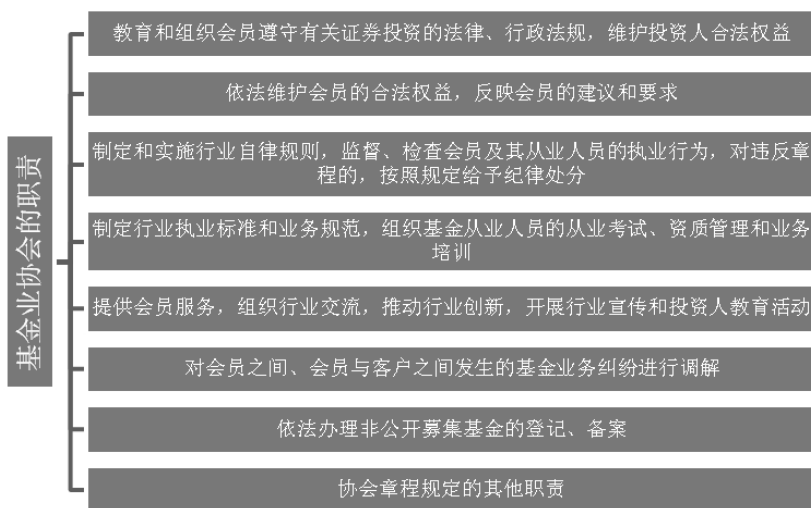 基金业协会的职责
教育和组织会员遵守有关证券投资的法律、行政法规，维护投资人合法权益
依法维护会员的合法权益，反映会员的建议和要求
制定和实施行业自律规则，监督、检查会员及其从业人员的执业行为，对违反章
程的，按照规定给予纪律处分
制定行业执业标准和业务规范，组织基金从业人员的从业考试、资质管理和业务
培训
提供会员服务，组织行业交流，推动行业创新，开展行业宣传和投资人教育活动
对会员之间、会员与客户之间发生的基金业务纠纷进行调解
依法办理非公开募集基金的登记、备案
协会章程规定的其他职责